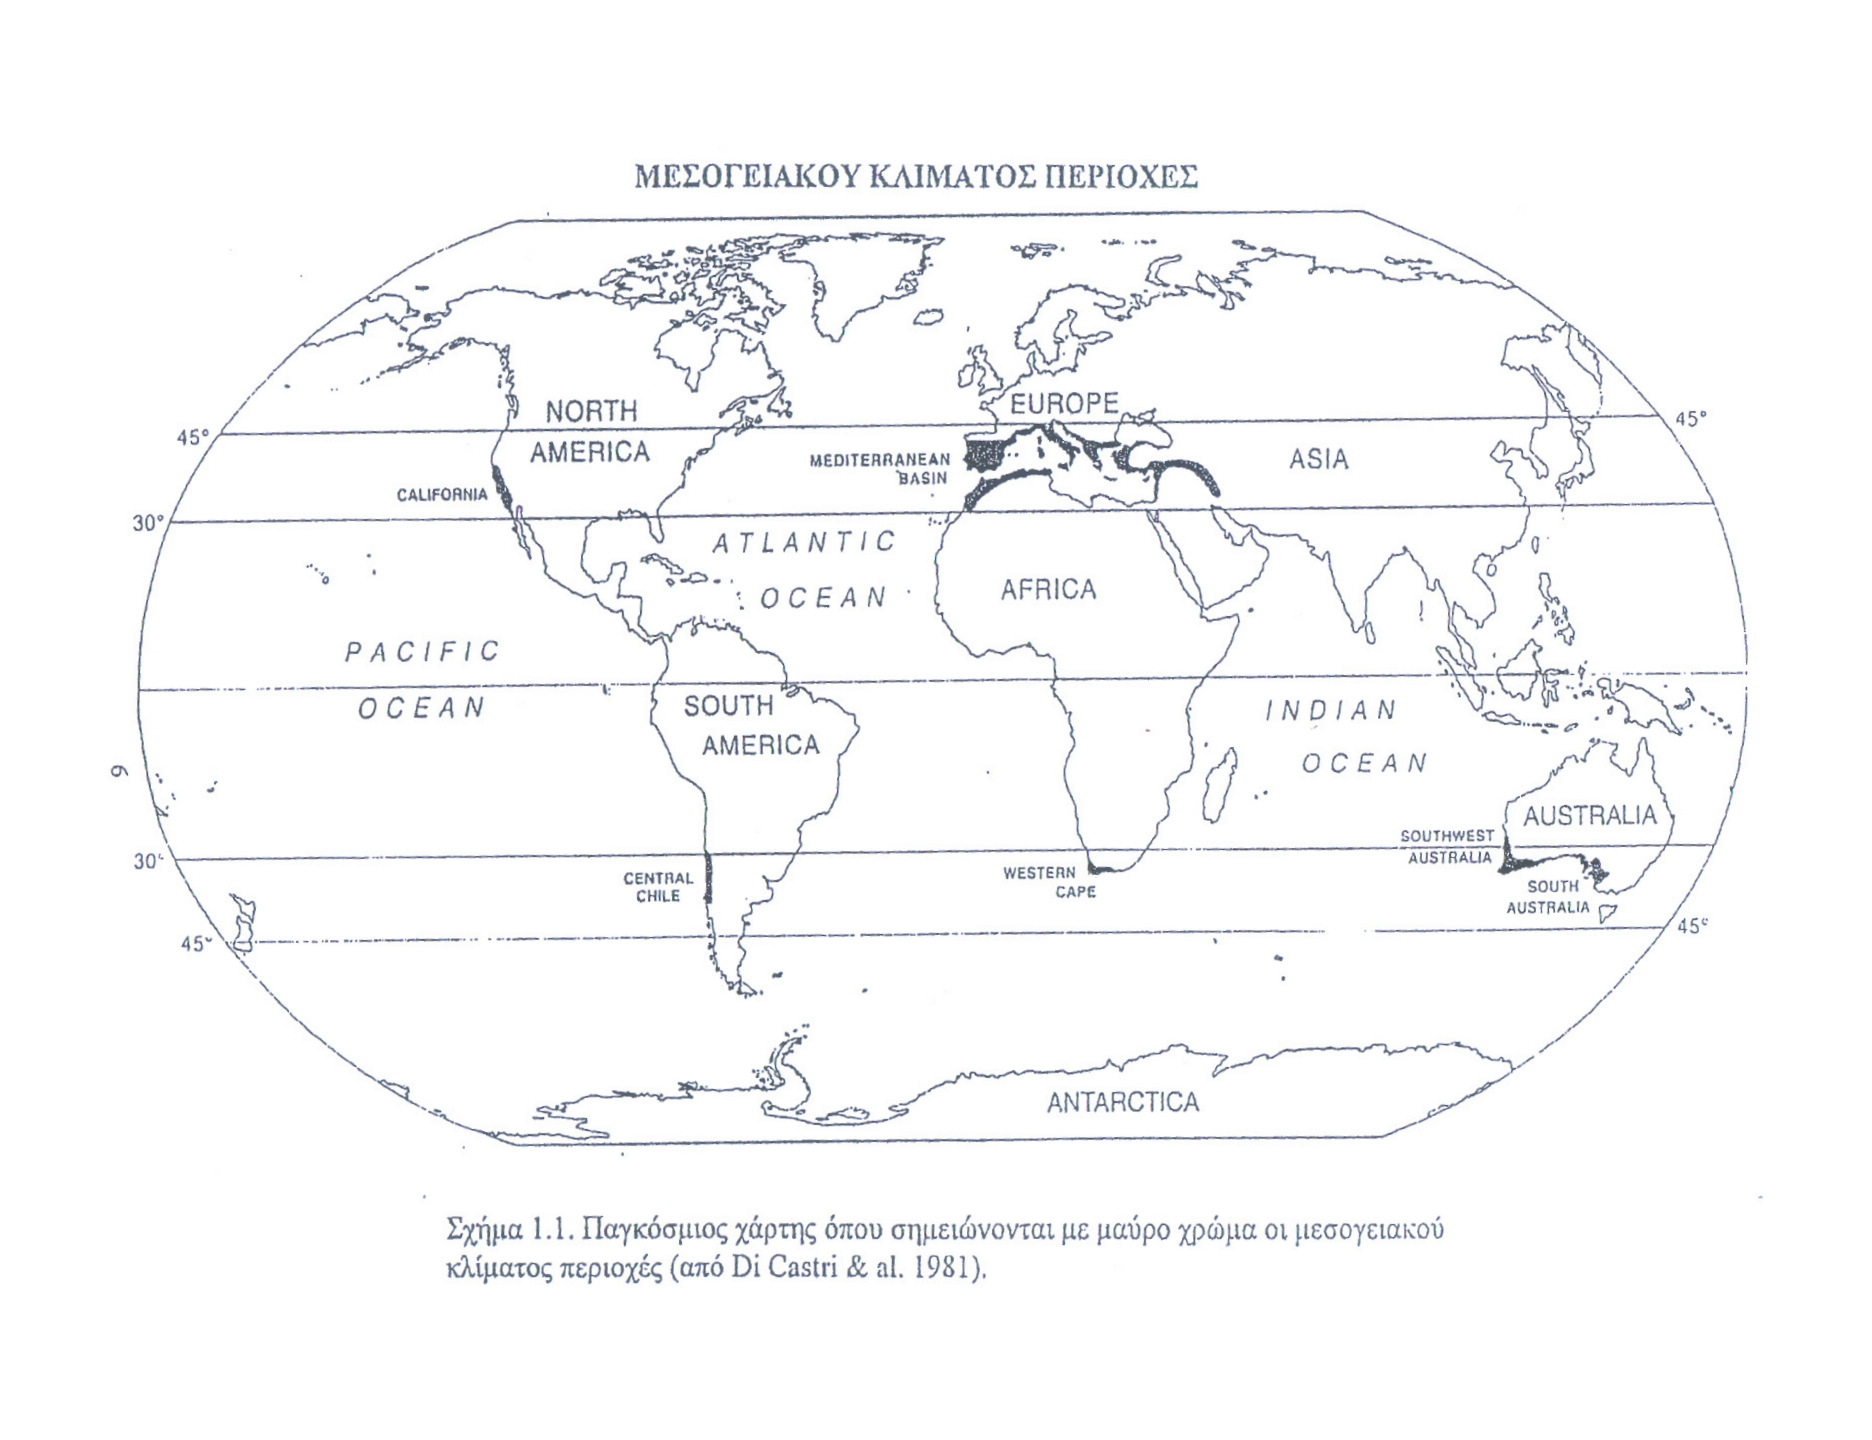 ΜΕΣΟΓΕΙΑΚΟΥ ΚΛΙΜΑΤΟΣ ΠΕΡΙΟΧΕΣ
NORTH
AMERICA
EUROPE
ASIA
45°
45°
MEDITERRANEAN
BASIN
CALIFORNIA
30°
ATLANTIC
OCEAN
AFRICA
PACIFIC
OCEAN
SOUTH
AMERICA
INDIAN
OCEAN
6
AUSTRALIA
SOUTHWEST
AUSTRALIA
30°
CENTRAL
CHILE
WESTERN
CAPE
SOUTH
AUSTRALIA
45°
45°
ANTARCTICA
Σχήμα 1.1. Παγκόσμιος χάρτης όπου σημειώνονται με μαύρο χρώμα οι μεσογειακού
κλίματος περιοχές (από Di Castri & al. 1981).